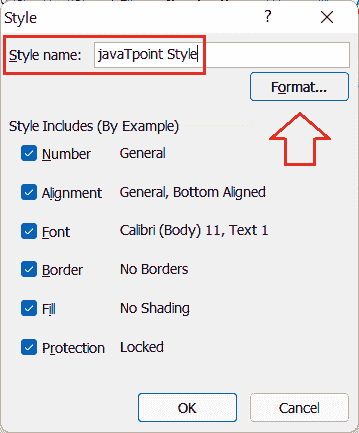 Style
?
Style name: javaTpoint Style
Format...
Style Includes (By Example)
Number General
Alignment General, Bottom Aligned
Font Calibri (Body) 11, Text 1
Border No Borders
Fill No Shading
Protection Locked
OK Cancel